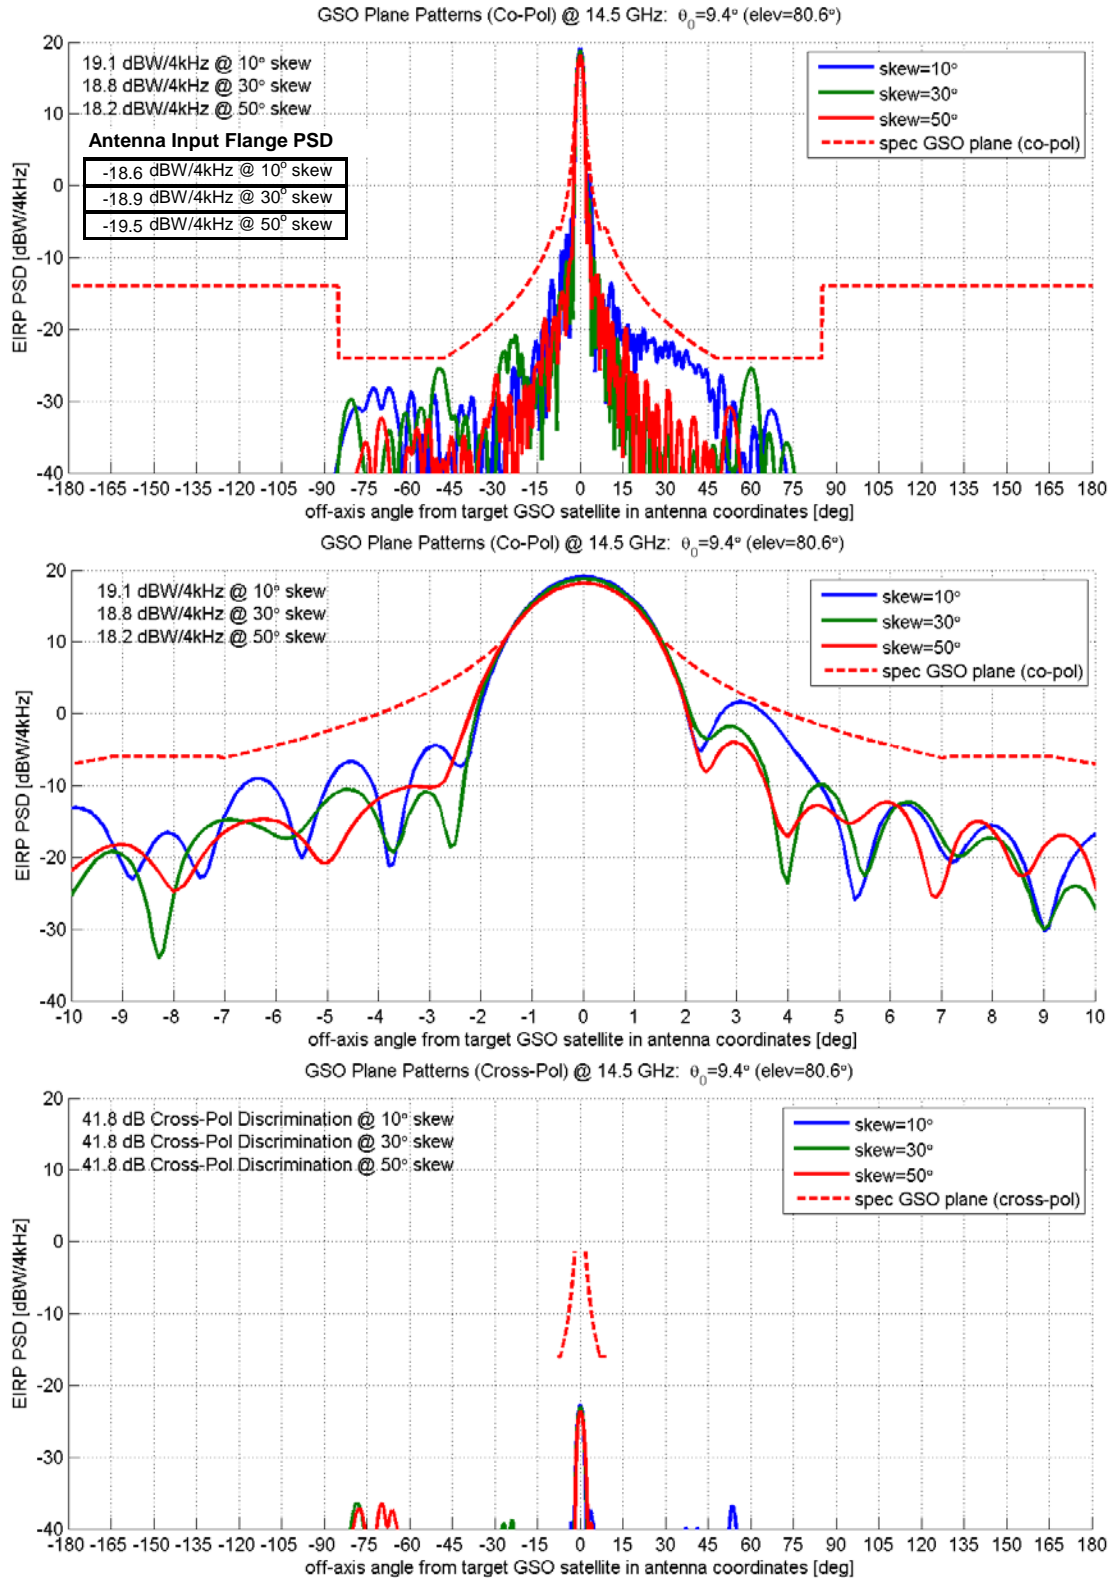 GSO Plane Patterns (Co-Pol) @ 14.5 GHz: θ0=9.4° (elev=80.6°)
19.1 dBW/4kHz @ 10° skew
18.8 dBW/4kHz @ 30° skew
18.2 dBW/4kHz @ 50° skew
Antenna Input Flange PSD
-18.6 dBW/4kHz @ 10° skew
-18.9 dBW/4kHz @ 30° skew
-19.5 dBW/4kHz @ 50° skew
skew=10°
skew=30°
skew=50°
spec GSO plane (co-pol)
EIRP PSD [dBW/4kHz]
20
10
0
-10
-20
-30
-40
-180 -165 -150 -135 -120 -105 -90 -75 -60 -45 -30 -15 0 15 30 45 60 75 90 105 120 135 150 165 180
off-axis angle from target GSO satellite in antenna coordinates [deg]
GSO Plane Patterns (Co-Pol) @ 14.5 GHz: θ0=9.4° (elev=80.6°)
19.1 dBW/4kHz @ 10° skew
18.8 dBW/4kHz @ 30° skew
18.2 dBW/4kHz @ 50° skew
skew=10°
skew=30°
skew=50°
spec GSO plane (co-pol)
EIRP PSD [dBW/4kHz]
20
10
0
-10
-20
-30
-40
-10 -9 -8 -7 -6 -5 -4 -3 -2 -1 0 1 2 3 4 5 6 7 8 9 10
off-axis angle from target GSO satellite in antenna coordinates [deg]
GSO Plane Patterns (Cross-Pol) @ 14.5 GHz: θ0=9.4° (elev=80.6°)
41.8 dB Cross-Pol Discrimination @ 10° skew
41.8 dB Cross-Pol Discrimination @ 30° skew
41.8 dB Cross-Pol Discrimination @ 50° skew
skew=10°
skew=30°
skew=50°
spec GSO plane (cross-pol)
EIRP PSD [dBW/4kHz]
20
10
0
-10
-20
-30
-40
-180 -165 -150 -135 -120 -105 -90 -75 -60 -45 -30 -15 0 15 30 45 60 75 90 105 120 135 150 165 180
off-axis angle from target GSO satellite in antenna coordinates [deg]